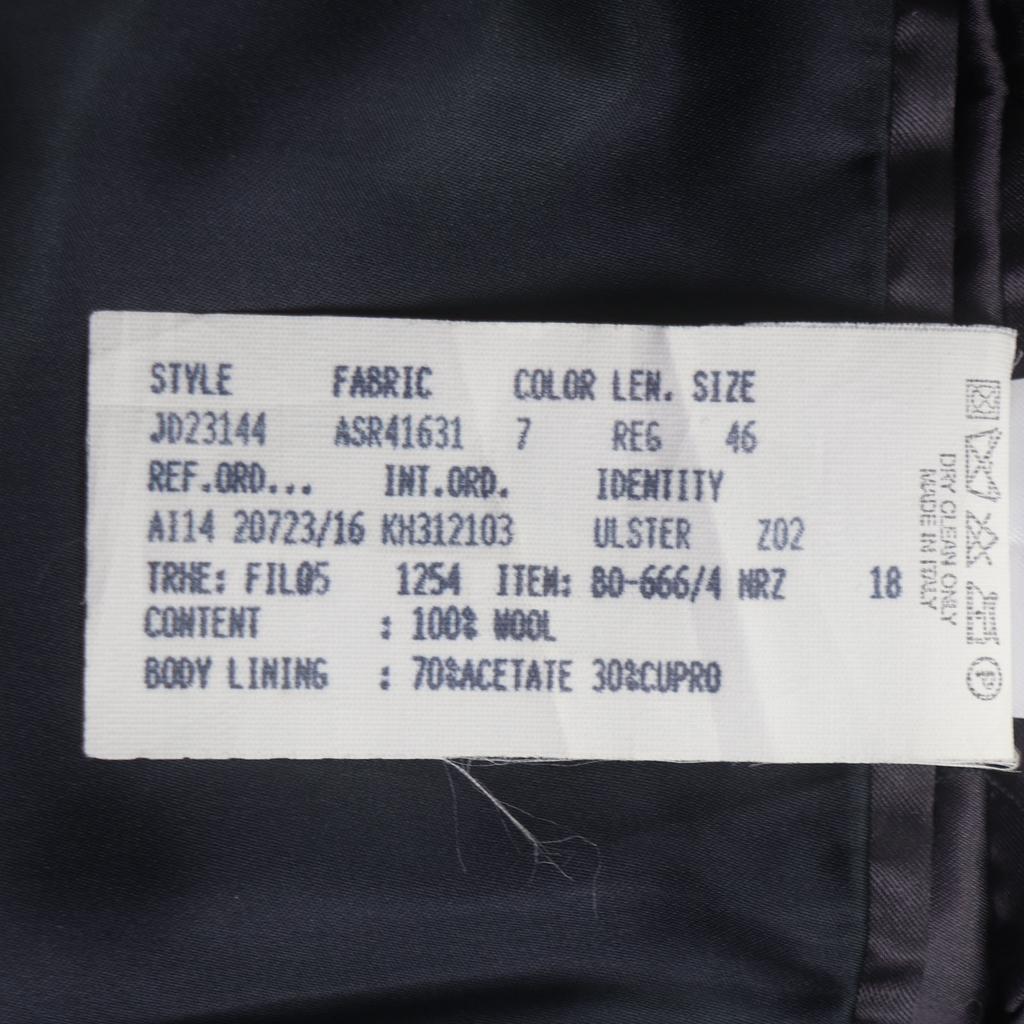 STYLE FABRIC COLOR LEN. SIZE
JD23144 ASR41631 7 REG 46
REF.ORD... INT.ORD. IDENTITY
AI14 20723/16 KH312103 ULSTER Z02
TRHE: FIL05 1254 ITEM: BO-666/4 NRZ 18
CONTENT : 100% WOOL
BODY LINING : 70%ACETATE 30%CUPRO
DRY CLEAN ONLY
MADE IN ITALY
P